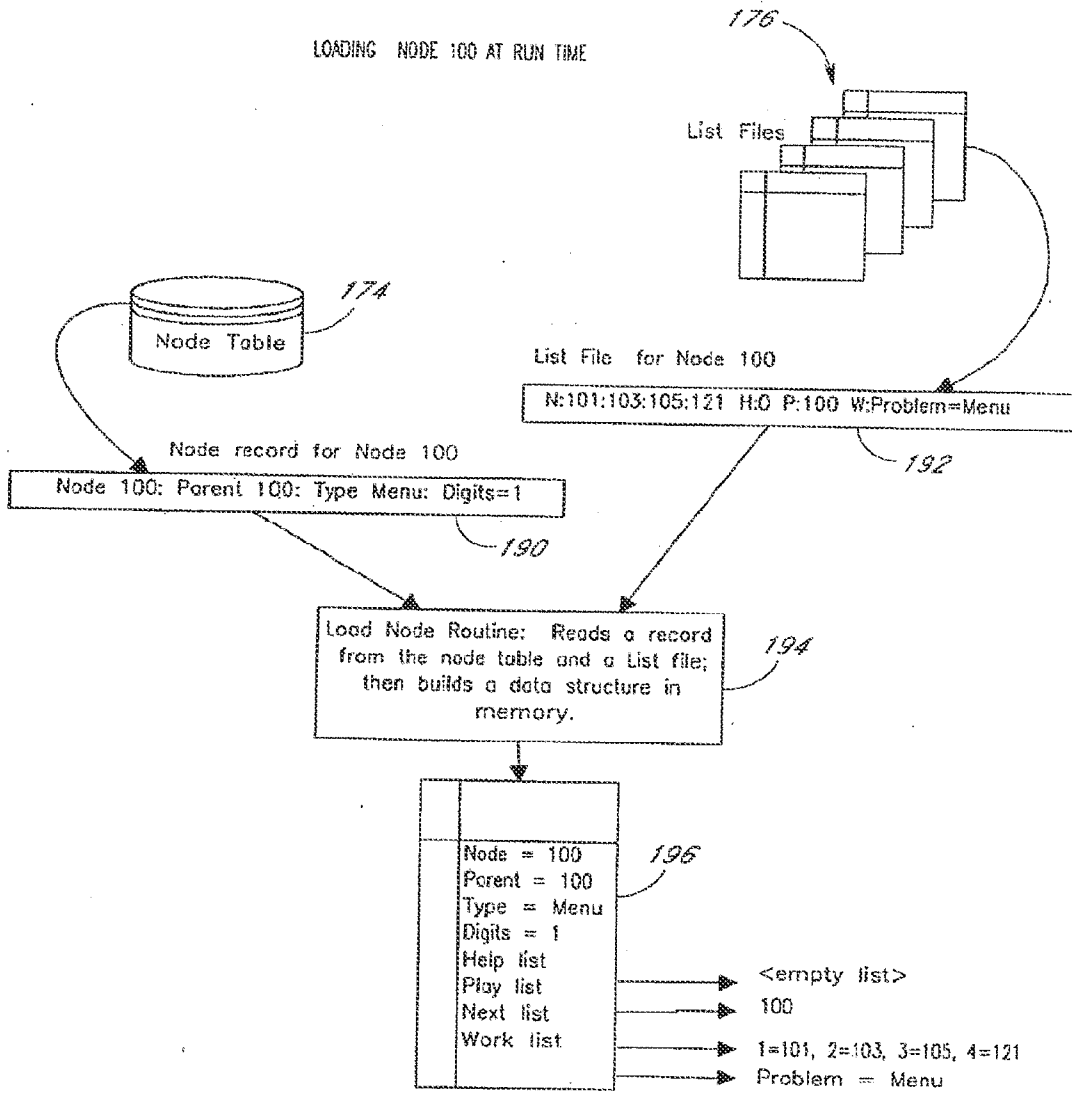 176
LOADING NODE 100 AT RUN TIME
List Files
174
Node Table
List File for Node 100
N:101:103:105:121 H:0 P:100 W:Problem=Menu
192
Node record for Node 100
Node 100: Parent 100: Type Menu: Digits=1
190
Load Node Routine: Reads a record
from the node table and a List file;
then builds a data structure in
memory.
194
Node = 100
Parent = 100
Type = Menu
Digits = 1
Help list
Play list
Next list
Work list
196
<empty list>
100
1=101, 2=103, 3=105, 4=121
Problem = Menu